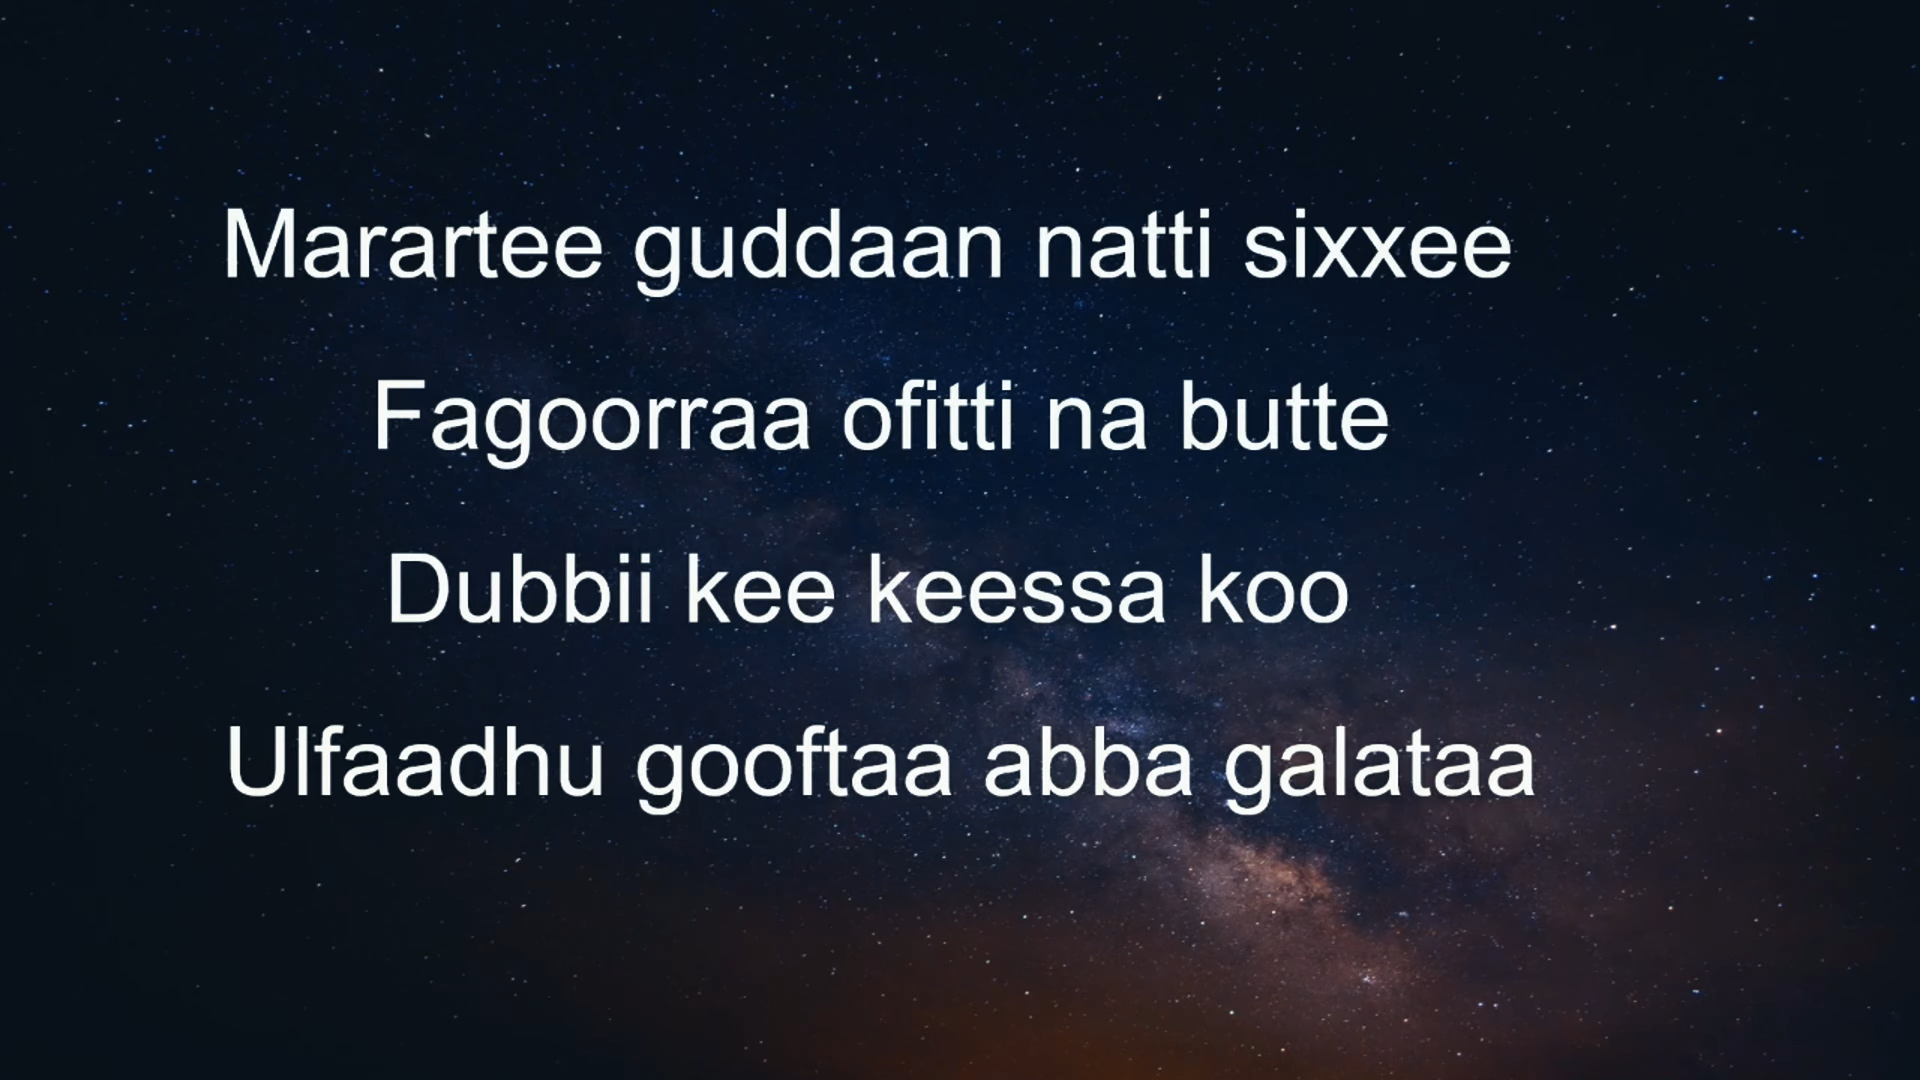 Marartee guddaan natti sixxee
Fagoorraa ofitti na butte
Dubbii kee keessa koo
Ulfaadhu gooftaa abba galataa